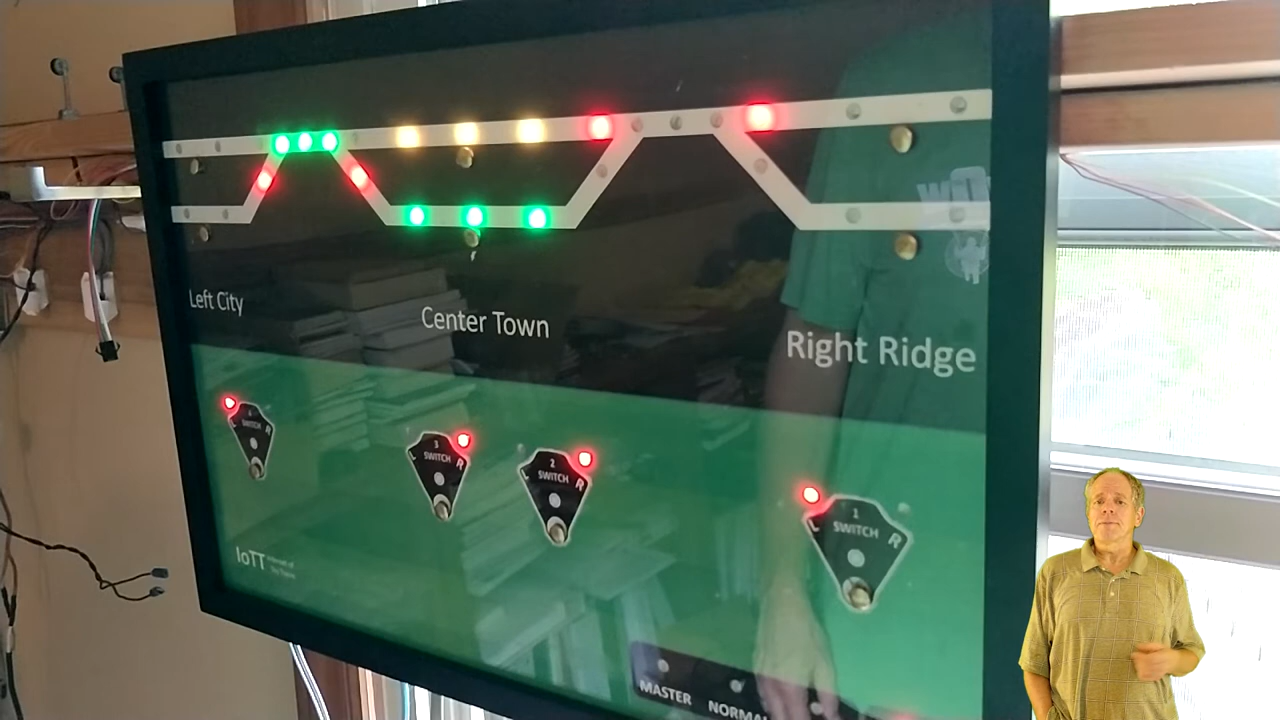 Left City
Center Town
Right Ridge
SWITCH
R
3
SWITCH
L R
2
SWITCH
L R
1
SWITCH
L R
IoTT
MASTER
NORMAL